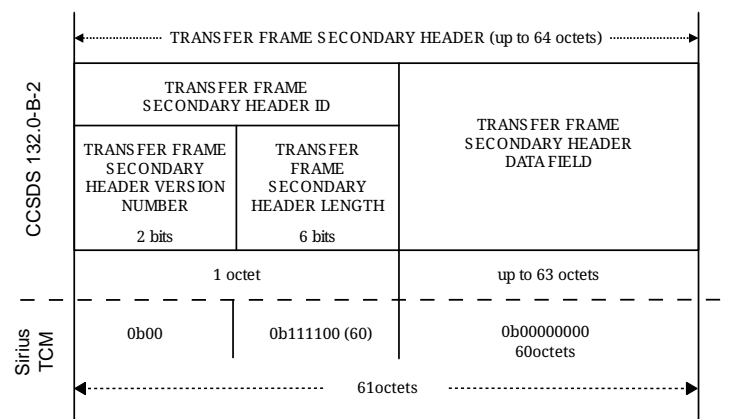 TRANSFER FRAME SECONDARY HEADER (up to 64 octets)
CCSDS 132.0-B-2
TRANSFER FRAME
SECONDARY HEADER ID
TRANSFER FRAME
SECONDARY
HEADER VERSION
NUMBER
2 bits
TRANSFER
FRAME
SECONDARY
HEADER LENGTH
6 bits
TRANSFER FRAME
SECONDARY HEADER
DATA FIELD
1 octet
up to 63 octets
Sirius
TCM
0b00
0b111100 (60)
0b00000000
60octets
61octets